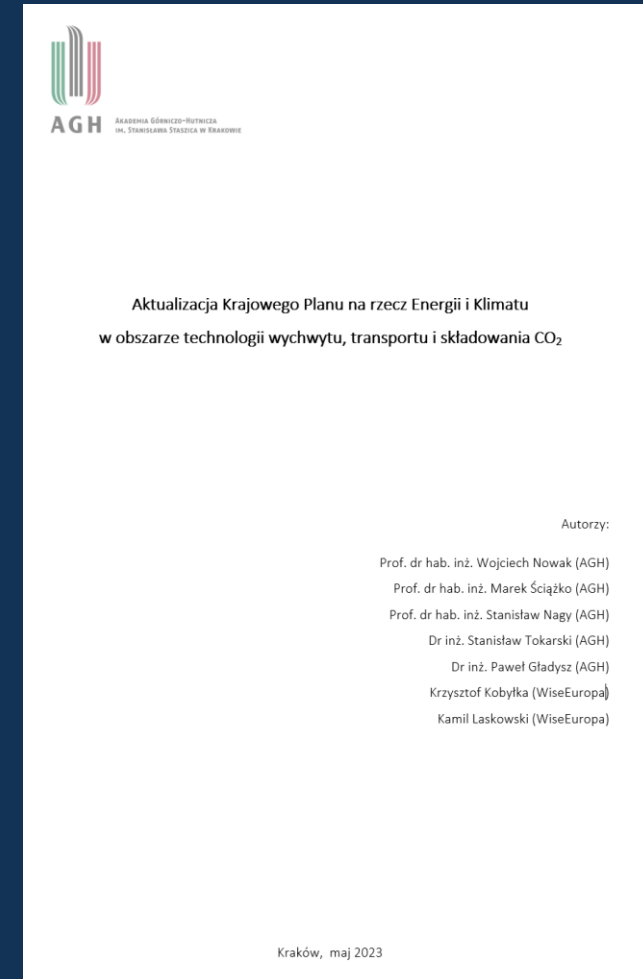 AGH
AKADEMIA GÓRNICZO-HUTNICZA
IM. STANISŁAWA STASZICA W KRAKOWIE
Aktualizacja Krajowego Planu na rzecz Energii i Klimatu
w obszarze technologii wychwytu, transportu i składowania CO₂
Autorzy:
Prof. dr hab. inż. Wojciech Nowak (AGH)
Prof. dr hab. inż. Marek Ściążko (AGH)
Prof. dr hab. inż. Stanisław Nagy (AGH)
Dr inż. Stanisław Tokarski (AGH)
Dr inż. Paweł Gładysz (AGH)
Krzysztof Kobyłka (WiseEuropa)
Kamil Laskowski (WiseEuropa)
Kraków, maj 2023